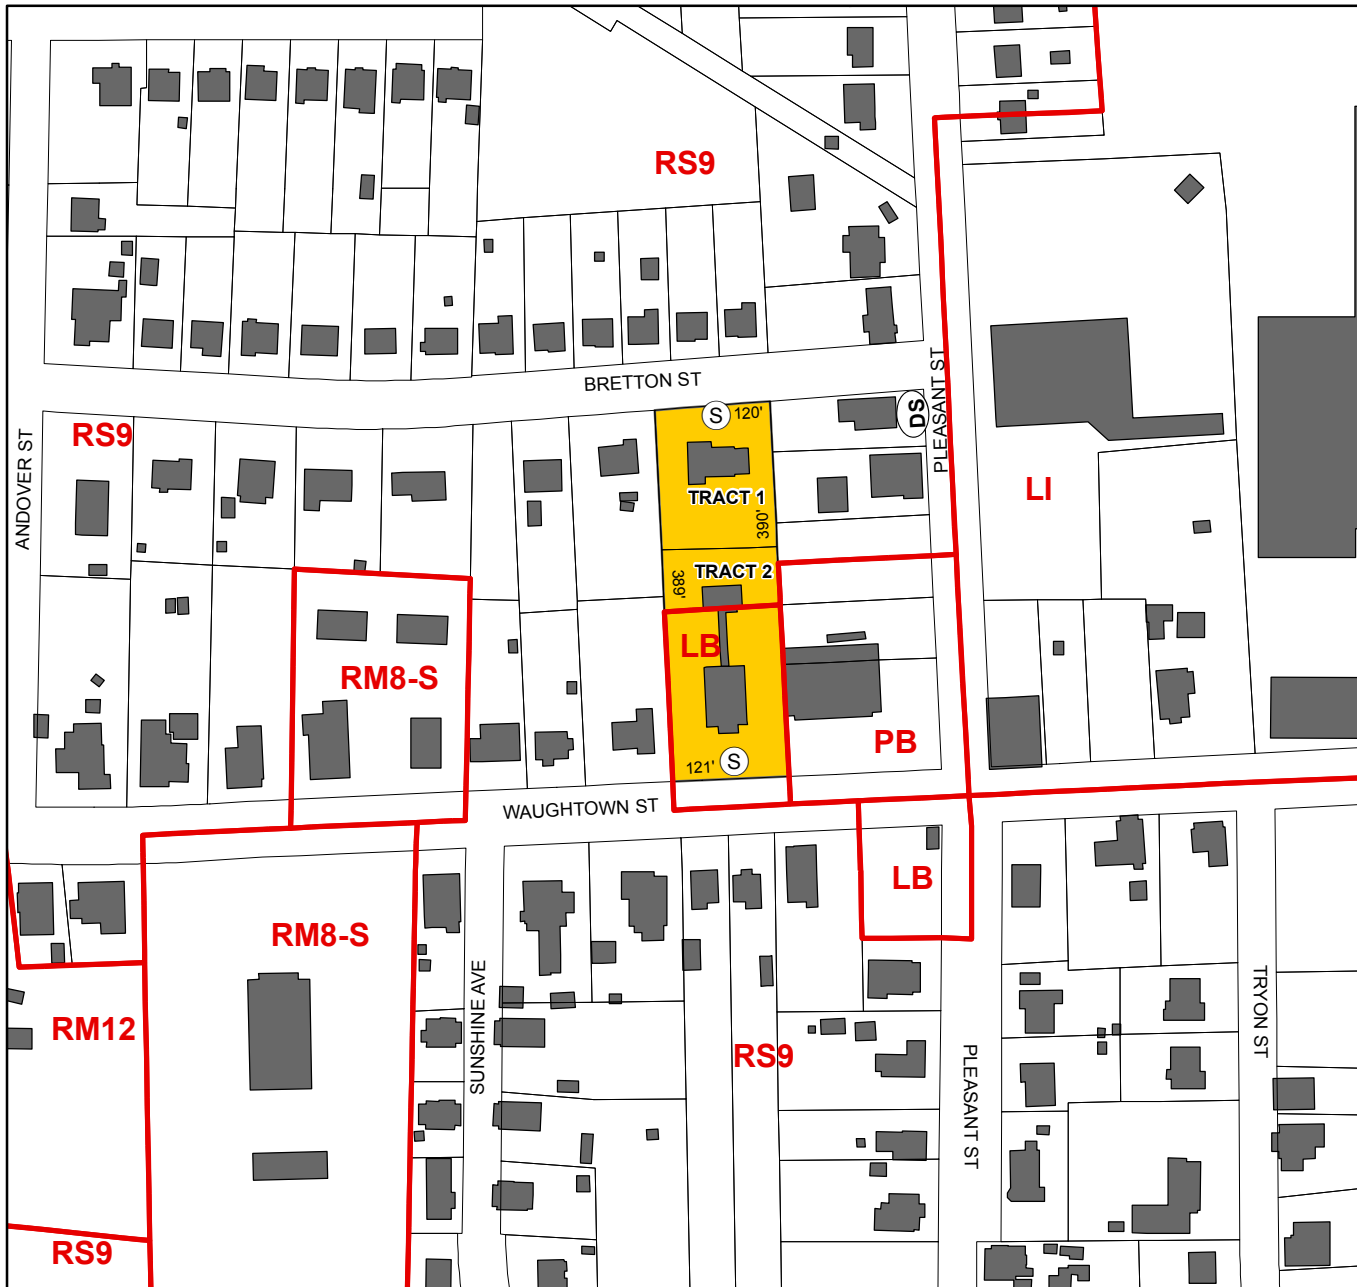 RS9
BRETTON ST
S
120'
DS
PLEASANT ST
RS9
ANDOVER ST
TRACT 1
390'
LI
TRACT 2
389'
LB
RM8-S
PB
121'
S
WAUGHTOWN ST
LB
RM8-S
SUNSHINE AVE
TRYON ST
RM12
RS9
PLEASANT ST
RS9